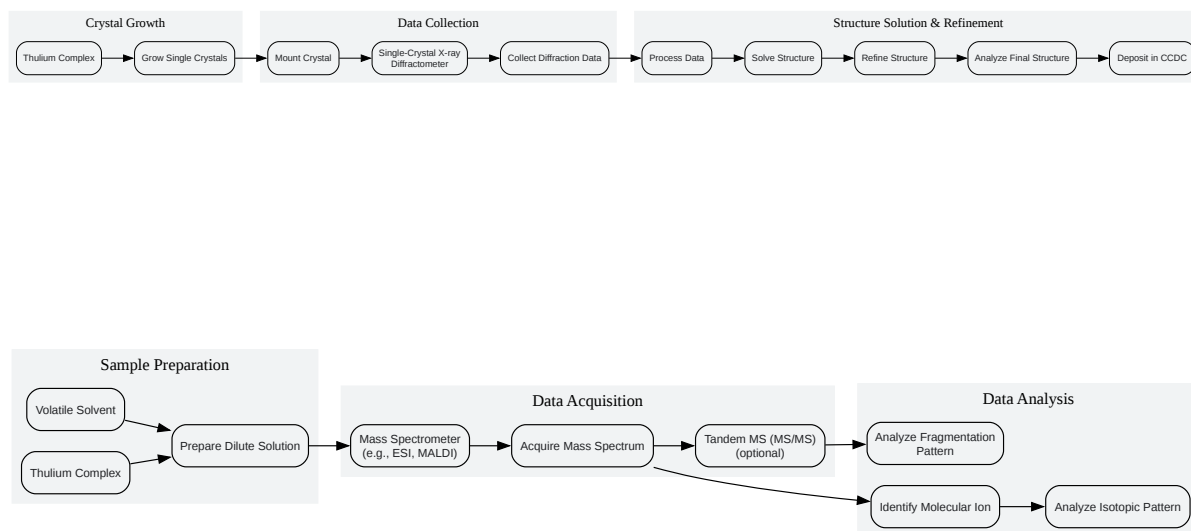 Crystal Growth
Data Collection
Structure Solution & Refinement
Thulium Complex
Grow Single Crystals
Mount Crystal
Single-Crystal X-ray
Diffractometer
Collect Diffraction Data
Process Data
Solve Structure
Refine Structure
Analyze Final Structure
Deposit in CCDC
Sample Preparation
Volatile Solvent
Thulium Complex
Prepare Dilute Solution
Data Acquisition
Mass Spectrometer
(e.g., ESI, MALDI)
Acquire Mass Spectrum
Tandem MS (MS/MS)
(optional)
Data Analysis
Analyze Fragmentation
Pattern
Identify Molecular Ion
Analyze Isotopic Pattern